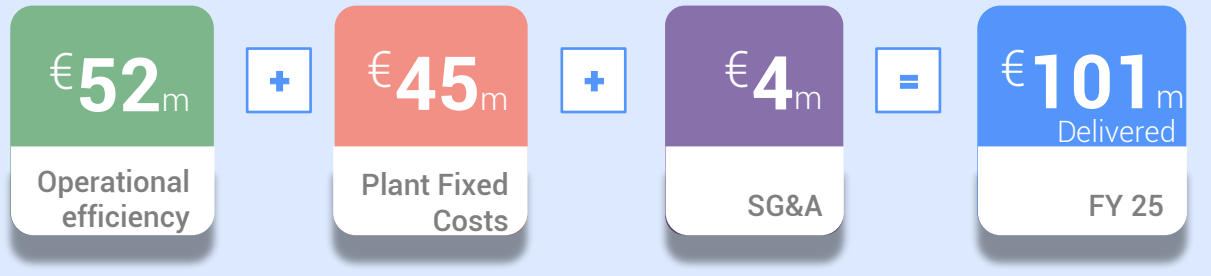 €52m
+
€45m
+
€4m
=
€101m
Delivered
Operational
efficiency
Plant Fixed
Costs
SG&A
FY 25